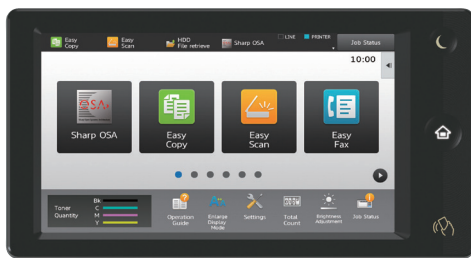 Easy
Copy
Easy
Scan
HDD
File retrieve
Sharp OSA
LINE
PRINTER
Job Status
10:00
OSA
Sharp OSA
Easy
Copy
Easy
Scan
Easy
Fax
Toner
Quantity
Bk
C
M
Y
Operation
Guide
Enlarge
Display
Mode
Settings
Total
Count
Brightness
Adjustment
Job Status